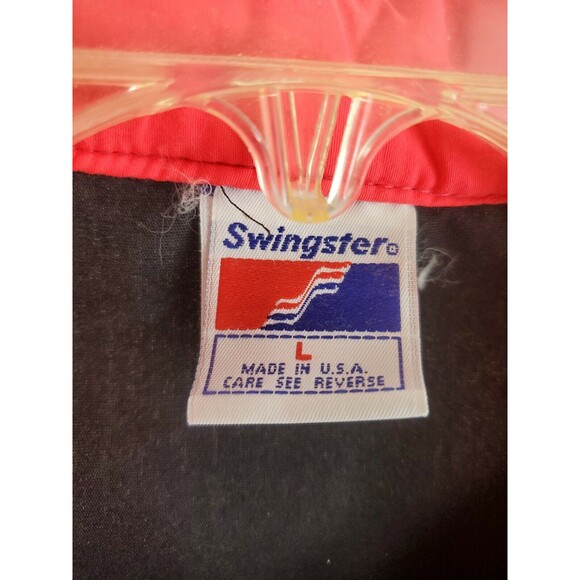 Swingster®
L
MADE IN U.S.A.
CARE SEE REVERSE